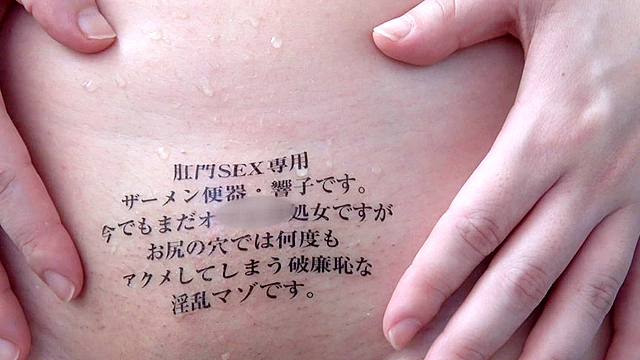 肛門SEX専用
ザーメン便器・響子です。
今でもまだオ 処女ですが
お尻の穴では何度も
アクメしてしまう破廉恥な
淫乱マゾです。